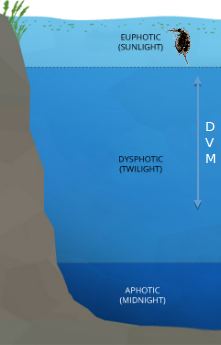 EUPHOTIC
(SUNLIGHT)
D
V
M
DYSPHOTIC
(TWILIGHT)
APHOTIC
(MIDNIGHT)